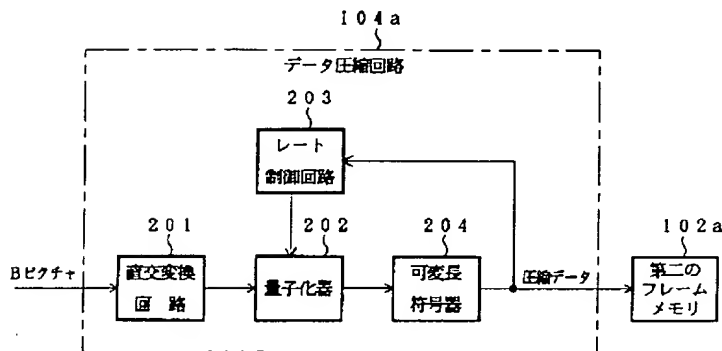 104a
データ圧縮回路
203
レート
制御回路
201
202
204
102a
Bピクチャ
直交変換
回 路
量子化器
可変長
符号器
圧縮データ
第二の
フレーム
メモリ